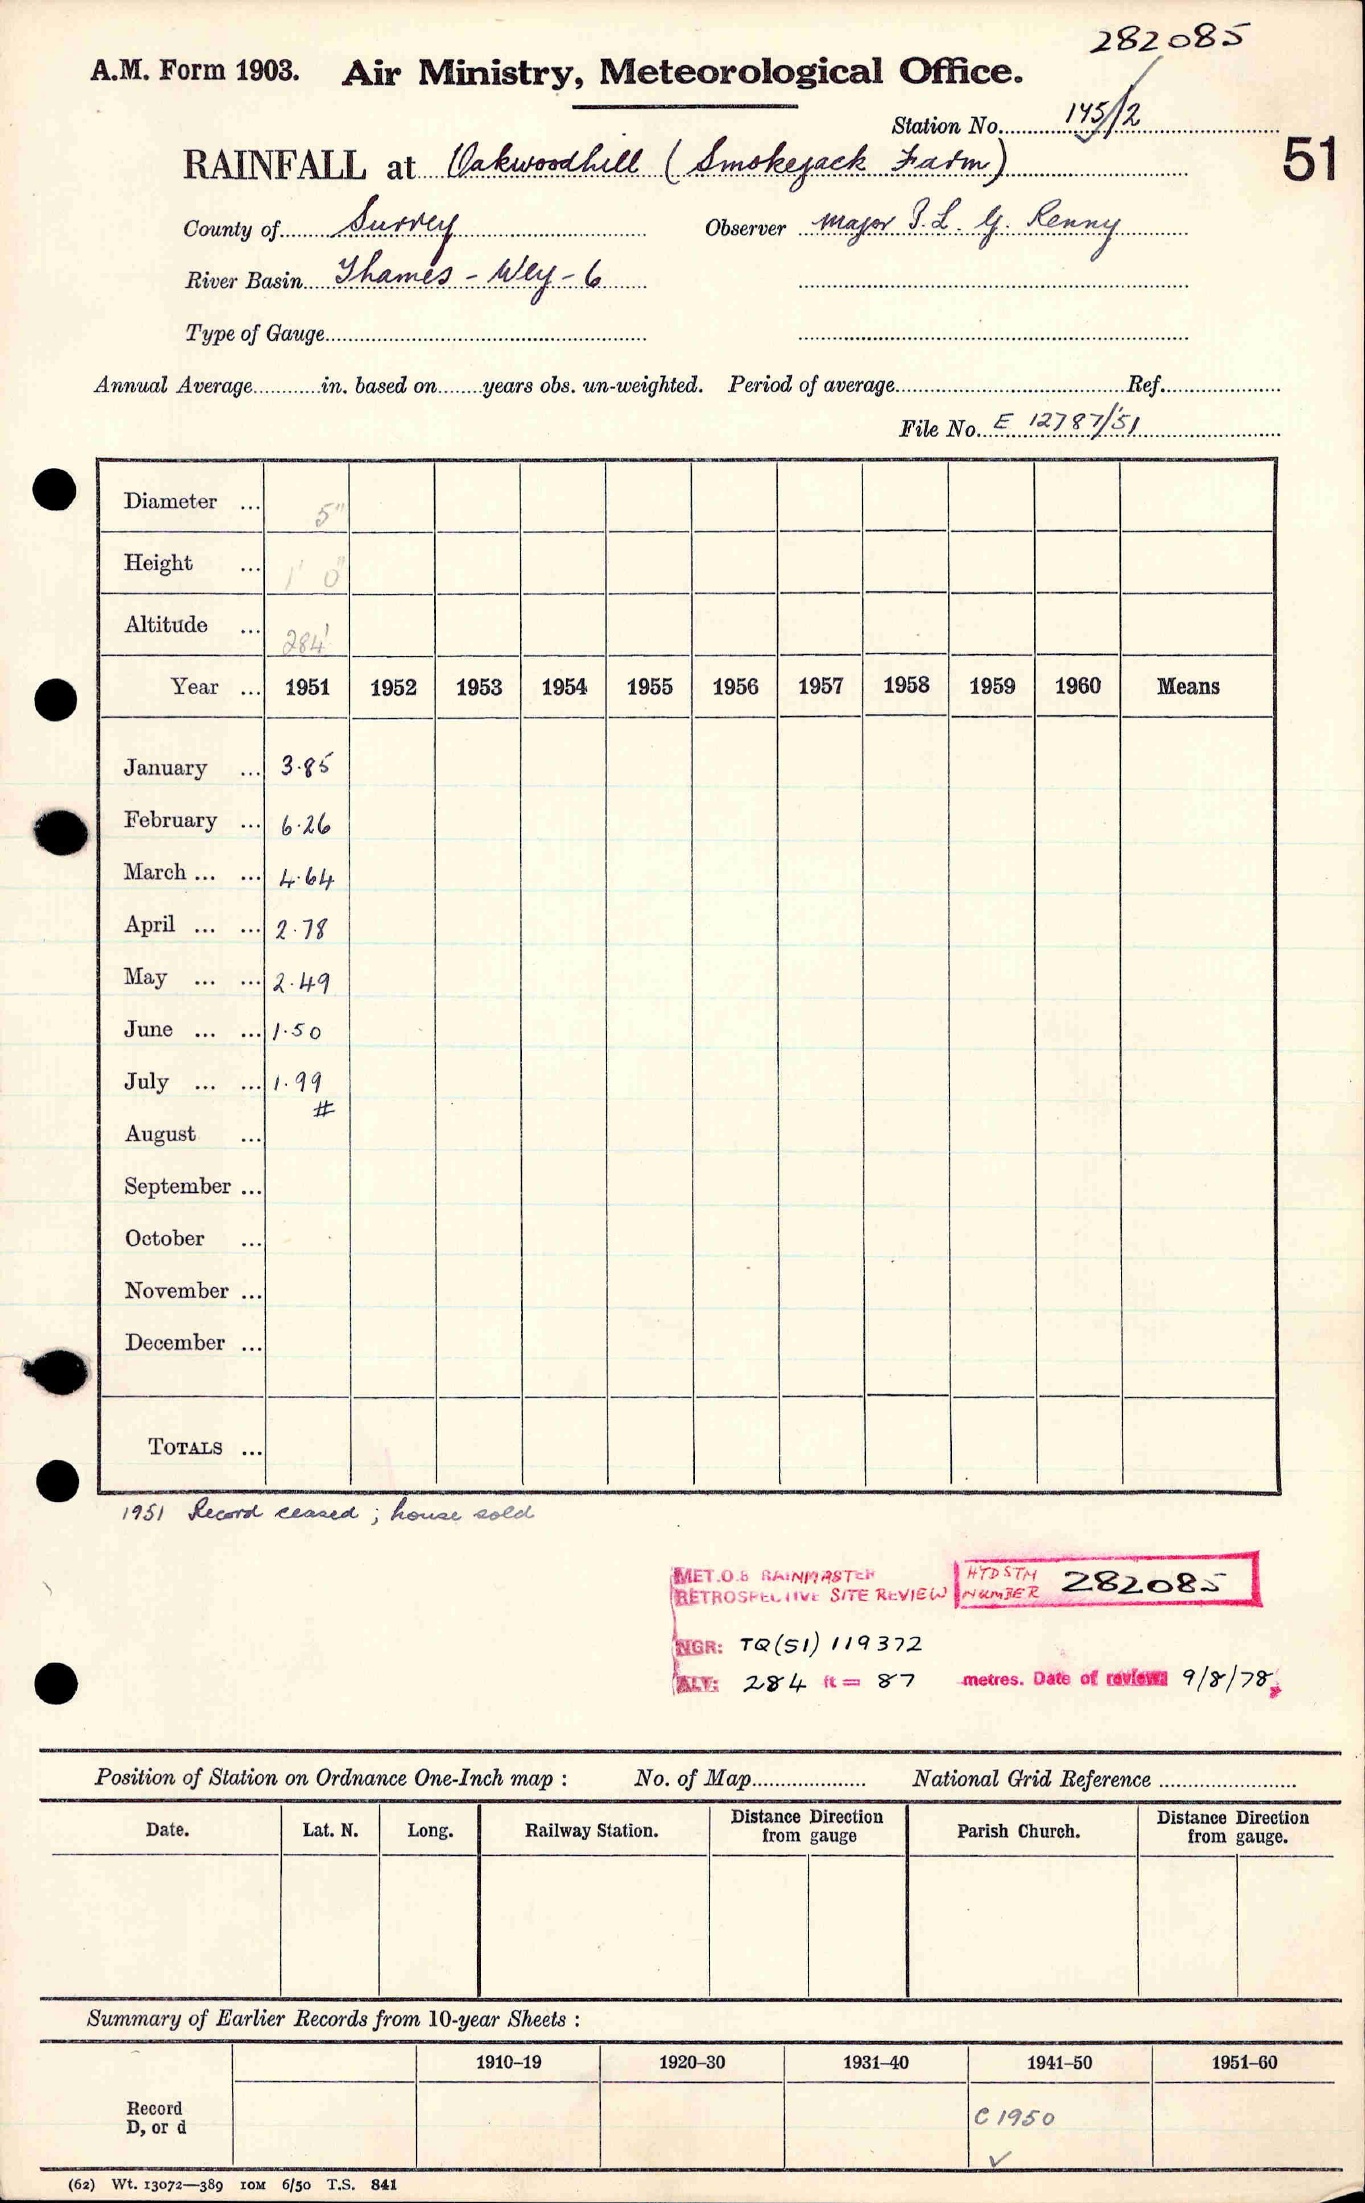 282085
A.M. Form 1903. Air Ministry, Meteorological Office.
Station No. 145/2
RAINFALL at Oakwoodhill (Smokejack Farm)
51
County of Surrey Observer Major I. L. G. Renny
River Basin Thames - Wey - 6
Type of Gauge
Annual Average in. based on years obs. un-weighted. Period of average Ref.
File No. E 12787/51
Diameter ... 5"
Height ... 1' 0"
Altitude ... 284'
Year ... 1951 1952 1953 1954 1955 1956 1957 1958 1959 1960 Means
January ... 3.85
February ... 6.26
March ... ... 4.64
April ... ... 2.78
May ... ... 2.49
June ... ... 1.50
July ... ... 1.99
#
August ...
September ...
October ...
November ...
December ...
TOTALS ...
1951 Record ceased ; house sold
MET.O.8 RAINMASTER
RETROSPECTIVE SITE REVIEW
HYDSTN
NUMBER 282085
NGR: TQ(51) 119372
ALT: 284 ft = 87 metres. Date of review: 9/8/78
Position of Station on Ordnance One-Inch map : No. of Map National Grid Reference
Date. Lat. N. Long. Railway Station. Distance Direction from gauge Parish Church. Distance Direction from gauge.
Summary of Earlier Records from 10-year Sheets :
1910–19 1920–30 1931–40 1941–50 1951–60
Record
D, or d
C 1950
(62) Wt. 13072—389 10M 6/50 T.S. 841